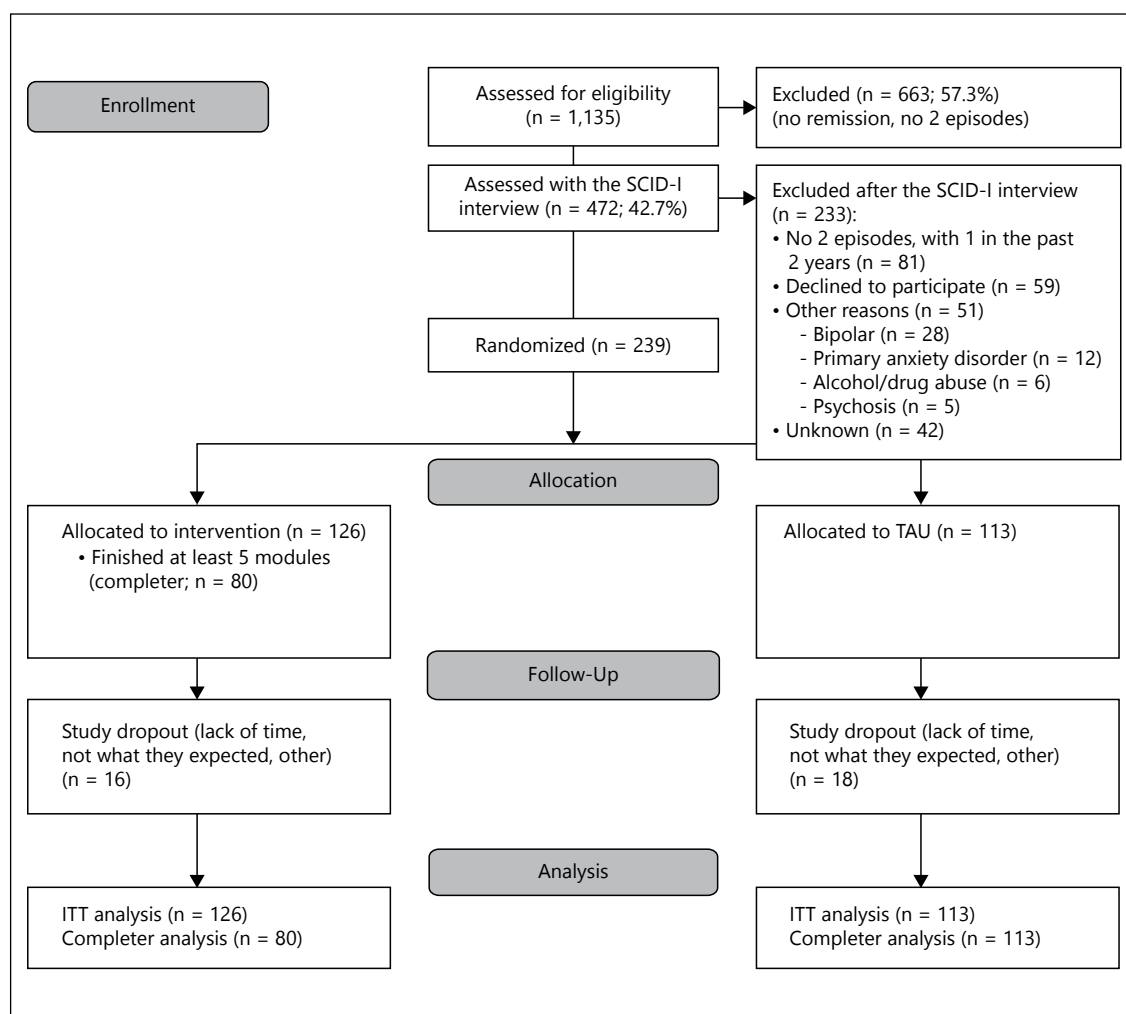 Enrollment
Assessed for eligibility
(n = 1,135)
Excluded (n = 663; 57.3%)
(no remission, no 2 episodes)
Assessed with the SCID-I
interview (n = 472; 42.7%)
Excluded after the SCID-I interview
(n = 233):
• No 2 episodes, with 1 in the past
2 years (n = 81)
• Declined to participate (n = 59)
• Other reasons (n = 51)
- Bipolar (n = 28)
- Primary anxiety disorder (n = 12)
- Alcohol/drug abuse (n = 6)
- Psychosis (n = 5)
• Unknown (n = 42)
Randomized (n = 239)
Allocation
Allocated to intervention (n = 126)
• Finished at least 5 modules
(completer; n = 80)
Allocated to TAU (n = 113)
Follow-Up
Study dropout (lack of time,
not what they expected, other)
(n = 16)
Study dropout (lack of time,
not what they expected, other)
(n = 18)
Analysis
ITT analysis (n = 126)
Completer analysis (n = 80)
ITT analysis (n = 113)
Completer analysis (n = 113)